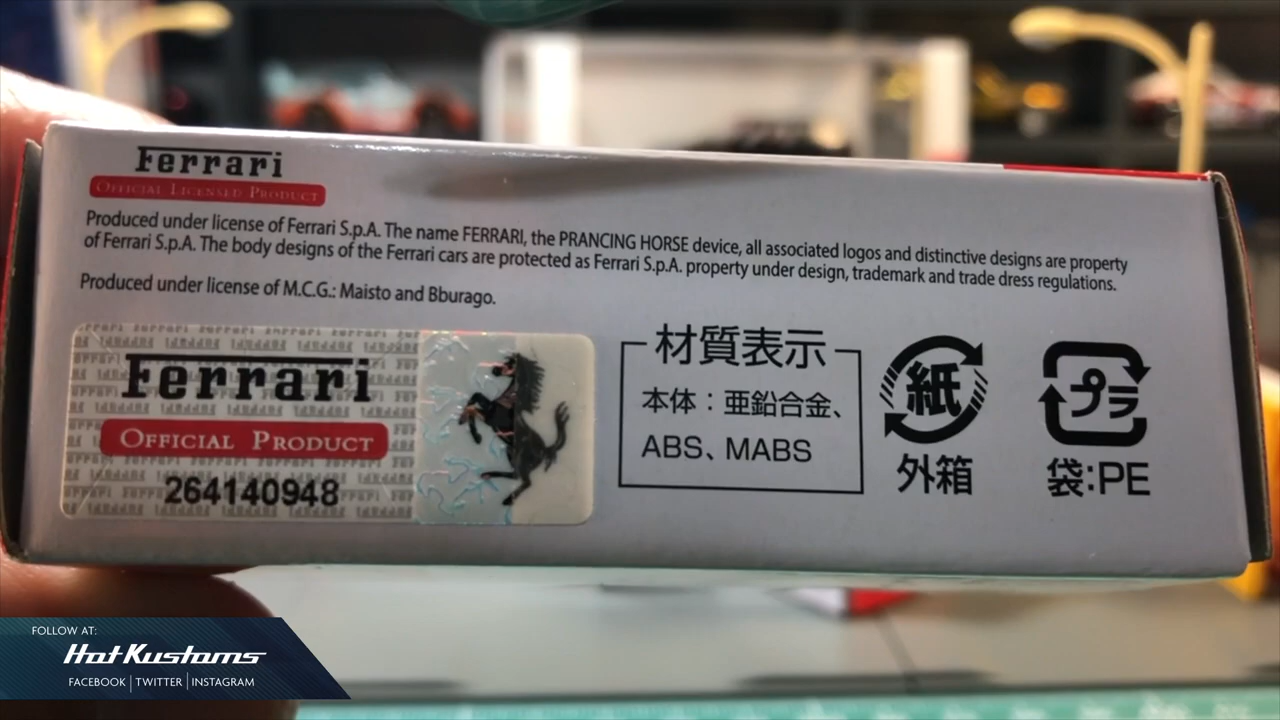 Ferrari
OFFICIAL LICENSED PRODUCT
Produced under license of Ferrari S.p.A. The name FERRARI, the PRANCING HORSE device, all associated logos and distinctive designs are property
of Ferrari S.p.A. The body designs of the Ferrari cars are protected as Ferrari S.p.A. property under design, trademark and trade dress regulations.
Produced under license of M.C.G.: Maisto and Bburago.
Ferrari
OFFICIAL PRODUCT
264140948
材質表示
本体：亜鉛合金、
ABS、MABS
紙
外箱
プラ
袋:PE
FOLLOW AT:
Hot Kustoms
FACEBOOK | TWITTER | INSTAGRAM